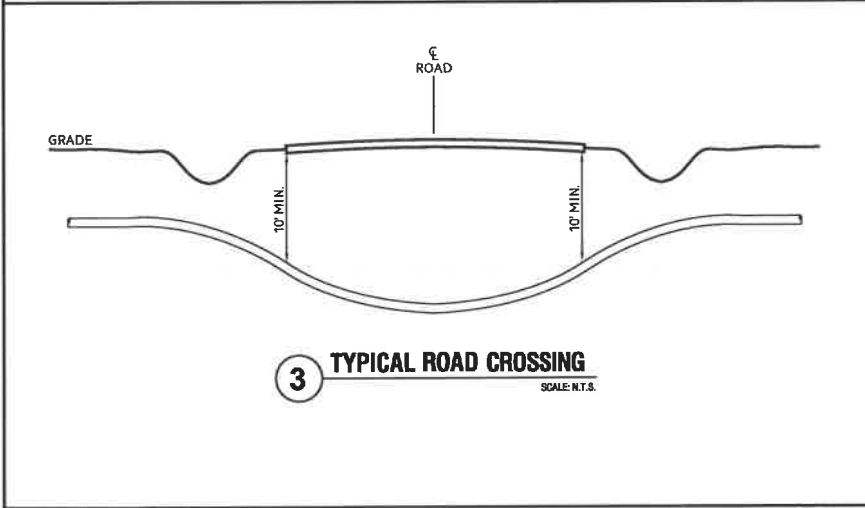 ℄
ROAD
GRADE
10' MIN.
10' MIN.
3 TYPICAL ROAD CROSSING
SCALE: N.T.S.